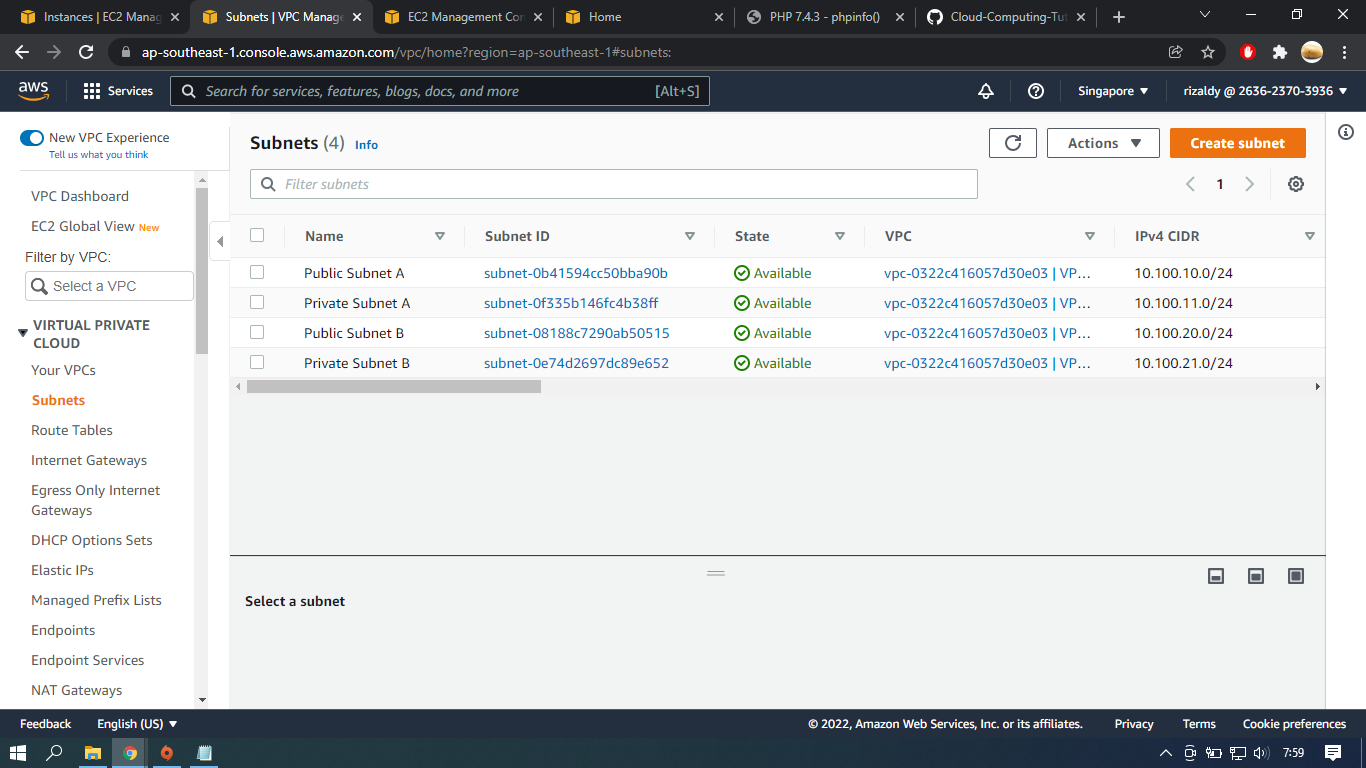 Instances | EC2 Manag
Subnets | VPC Manage
EC2 Management Con
Home
PHP 7.4.3 - phpinfo()
Cloud-Computing-Tut
ap-southeast-1.console.aws.amazon.com/vpc/home?region=ap-southeast-1#subnets:
aws
Services
Search for services, features, blogs, docs, and more
[Alt+S]
Singapore
rizaldy @ 2636-2370-3936
New VPC Experience
Tell us what you think
VPC Dashboard
EC2 Global View New
Filter by VPC:
Select a VPC
VIRTUAL PRIVATE
CLOUD
Your VPCs
Subnets
Route Tables
Internet Gateways
Egress Only Internet
Gateways
DHCP Options Sets
Elastic IPs
Managed Prefix Lists
Endpoints
Endpoint Services
NAT Gateways
Subnets (4) Info
Actions
Create subnet
Filter subnets
1
Name Subnet ID State VPC IPv4 CIDR
Public Subnet A subnet-0b41594cc50bba90b Available vpc-0322c416057d30e03 | VP... 10.100.10.0/24
Private Subnet A subnet-0f335b146fc4b38ff Available vpc-0322c416057d30e03 | VP... 10.100.11.0/24
Public Subnet B subnet-08188c7290ab50515 Available vpc-0322c416057d30e03 | VP... 10.100.20.0/24
Private Subnet B subnet-0e74d2697dc89e652 Available vpc-0322c416057d30e03 | VP... 10.100.21.0/24
Select a subnet
Feedback English (US)
© 2022, Amazon Web Services, Inc. or its affiliates. Privacy Terms Cookie preferences
7:59